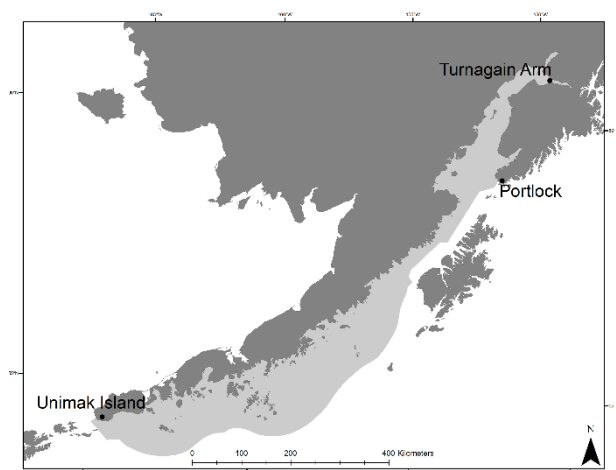 Turnagain Arm
Portlock
Unimak Island
N
0 100 200 400 Kilometers